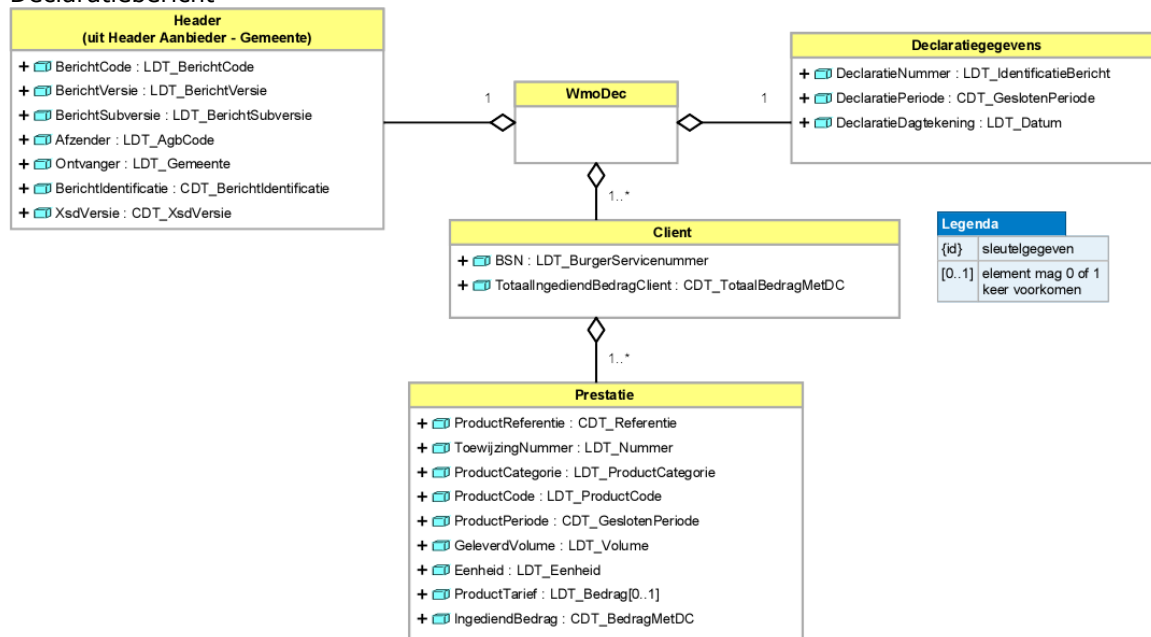 Declaratiebericht
Header
(uit Header Aanbieder - Gemeente)
+ BerichtCode : LDT_BerichtCode
+ BerichtVersie : LDT_BerichtVersie
+ BerichtSubversie : LDT_BerichtSubversie
+ Afzender : LDT_AgbCode
+ Ontvanger : LDT_Gemeente
+ BerichtIdentificatie : CDT_BerichtIdentificatie
+ XsdVersie : CDT_XsdVersie
1
WmoDec
1
Declaratiegegevens
+ DeclaratieNummer : LDT_IdentificatieBericht
+ DeclaratiePeriode : CDT_GeslotenPeriode
+ DeclaratieDagtekening : LDT_Datum
1..*
Client
+ BSN : LDT_BurgerServicenummer
+ TotaalIngediendBedragClient : CDT_TotaalBedragMetDC
Legenda
{id} sleutelgegeven
[0..1] element mag 0 of 1
keer voorkomen
1..*
Prestatie
+ ProductReferentie : CDT_Referentie
+ ToewijzingNummer : LDT_Nummer
+ ProductCategorie : LDT_ProductCategorie
+ ProductCode : LDT_ProductCode
+ ProductPeriode : CDT_GeslotenPeriode
+ GeleverdVolume : LDT_Volume
+ Eenheid : LDT_Eenheid
+ ProductTarief : LDT_Bedrag[0..1]
+ IngediendBedrag : CDT_BedragMetDC